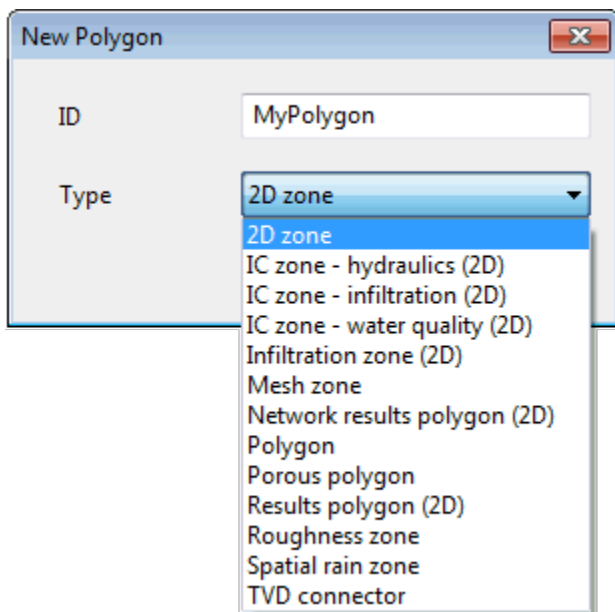 New Polygon
ID MyPolygon
Type 2D zone
2D zone
IC zone - hydraulics (2D)
IC zone - infiltration (2D)
IC zone - water quality (2D)
Infiltration zone (2D)
Mesh zone
Network results polygon (2D)
Polygon
Porous polygon
Results polygon (2D)
Roughness zone
Spatial rain zone
TVD connector